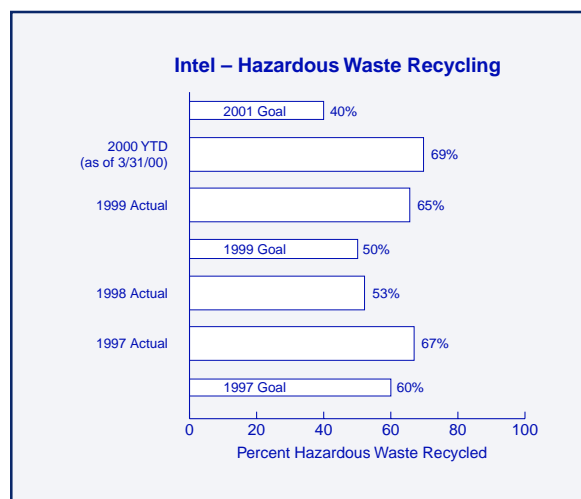 Intel – Hazardous Waste Recycling
2001 Goal 40%
2000 YTD
(as of 3/31/00) 69%
1999 Actual 65%
1999 Goal 50%
1998 Actual 53%
1997 Actual 67%
1997 Goal 60%
0 20 40 60 80 100
Percent Hazardous Waste Recycled